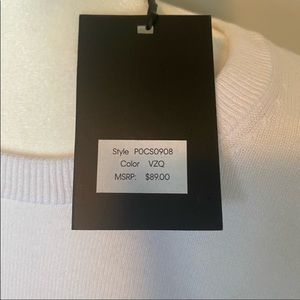 Style P0CS0908
Color VZQ
MSRP: $89.00